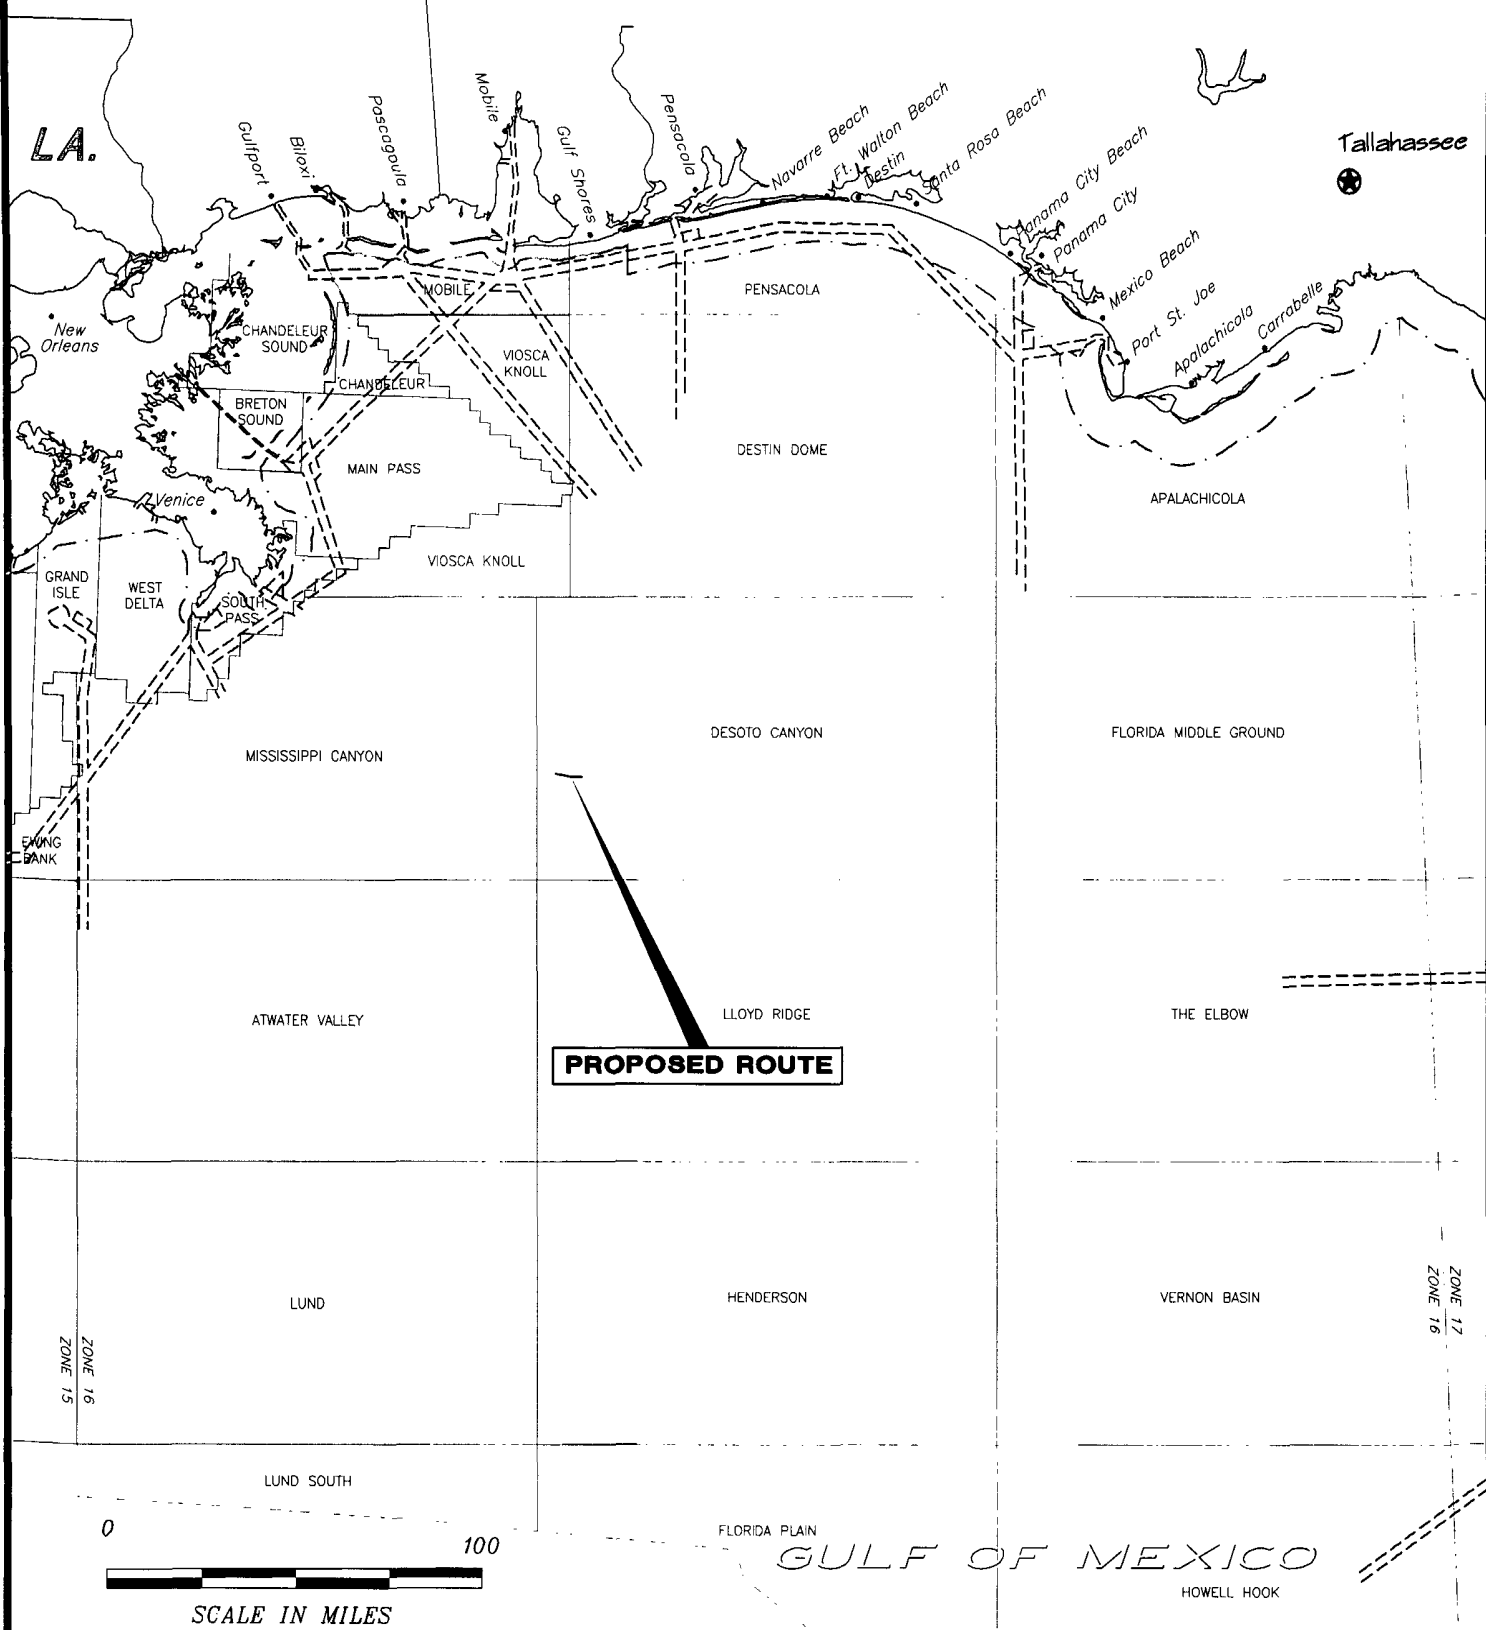 LA.
Gulfport
Biloxi
Pascagoula
Mobile
Gulf Shores
Pensacola
Navarre Beach
Ft. Walton Beach
Destin
Santa Rosa Beach
Panama City Beach
Panama City
Mexico Beach
Port St. Joe
Apalachicola
Carrabelle
Tallahassee
New
Orleans
Venice
MOBILE
PENSACOLA
CHANDELEUR
SOUND
VIOSCA
KNOLL
CHANDELEUR
BRETON
SOUND
MAIN PASS
DESTIN DOME
APALACHICOLA
VIOSCA KNOLL
GRAND
ISLE
WEST
DELTA
SOUTH
PASS
MISSISSIPPI CANYON
DESOTO CANYON
FLORIDA MIDDLE GROUND
EWING
BANK
ATWATER VALLEY
LLOYD RIDGE
THE ELBOW
PROPOSED ROUTE
LUND
HENDERSON
VERNON BASIN
ZONE 15
ZONE 16
ZONE 16
ZONE 17
LUND SOUTH
FLORIDA PLAIN
GULF OF MEXICO
HOWELL HOOK
0
100
SCALE IN MILES